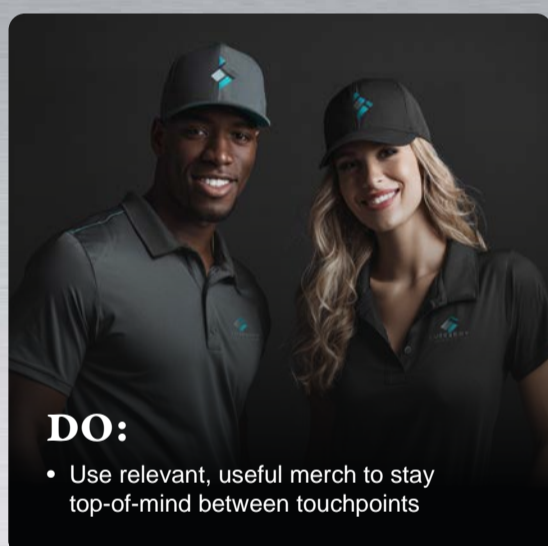 DO:
• Use relevant, useful merch to stay
top-of-mind between touchpoints